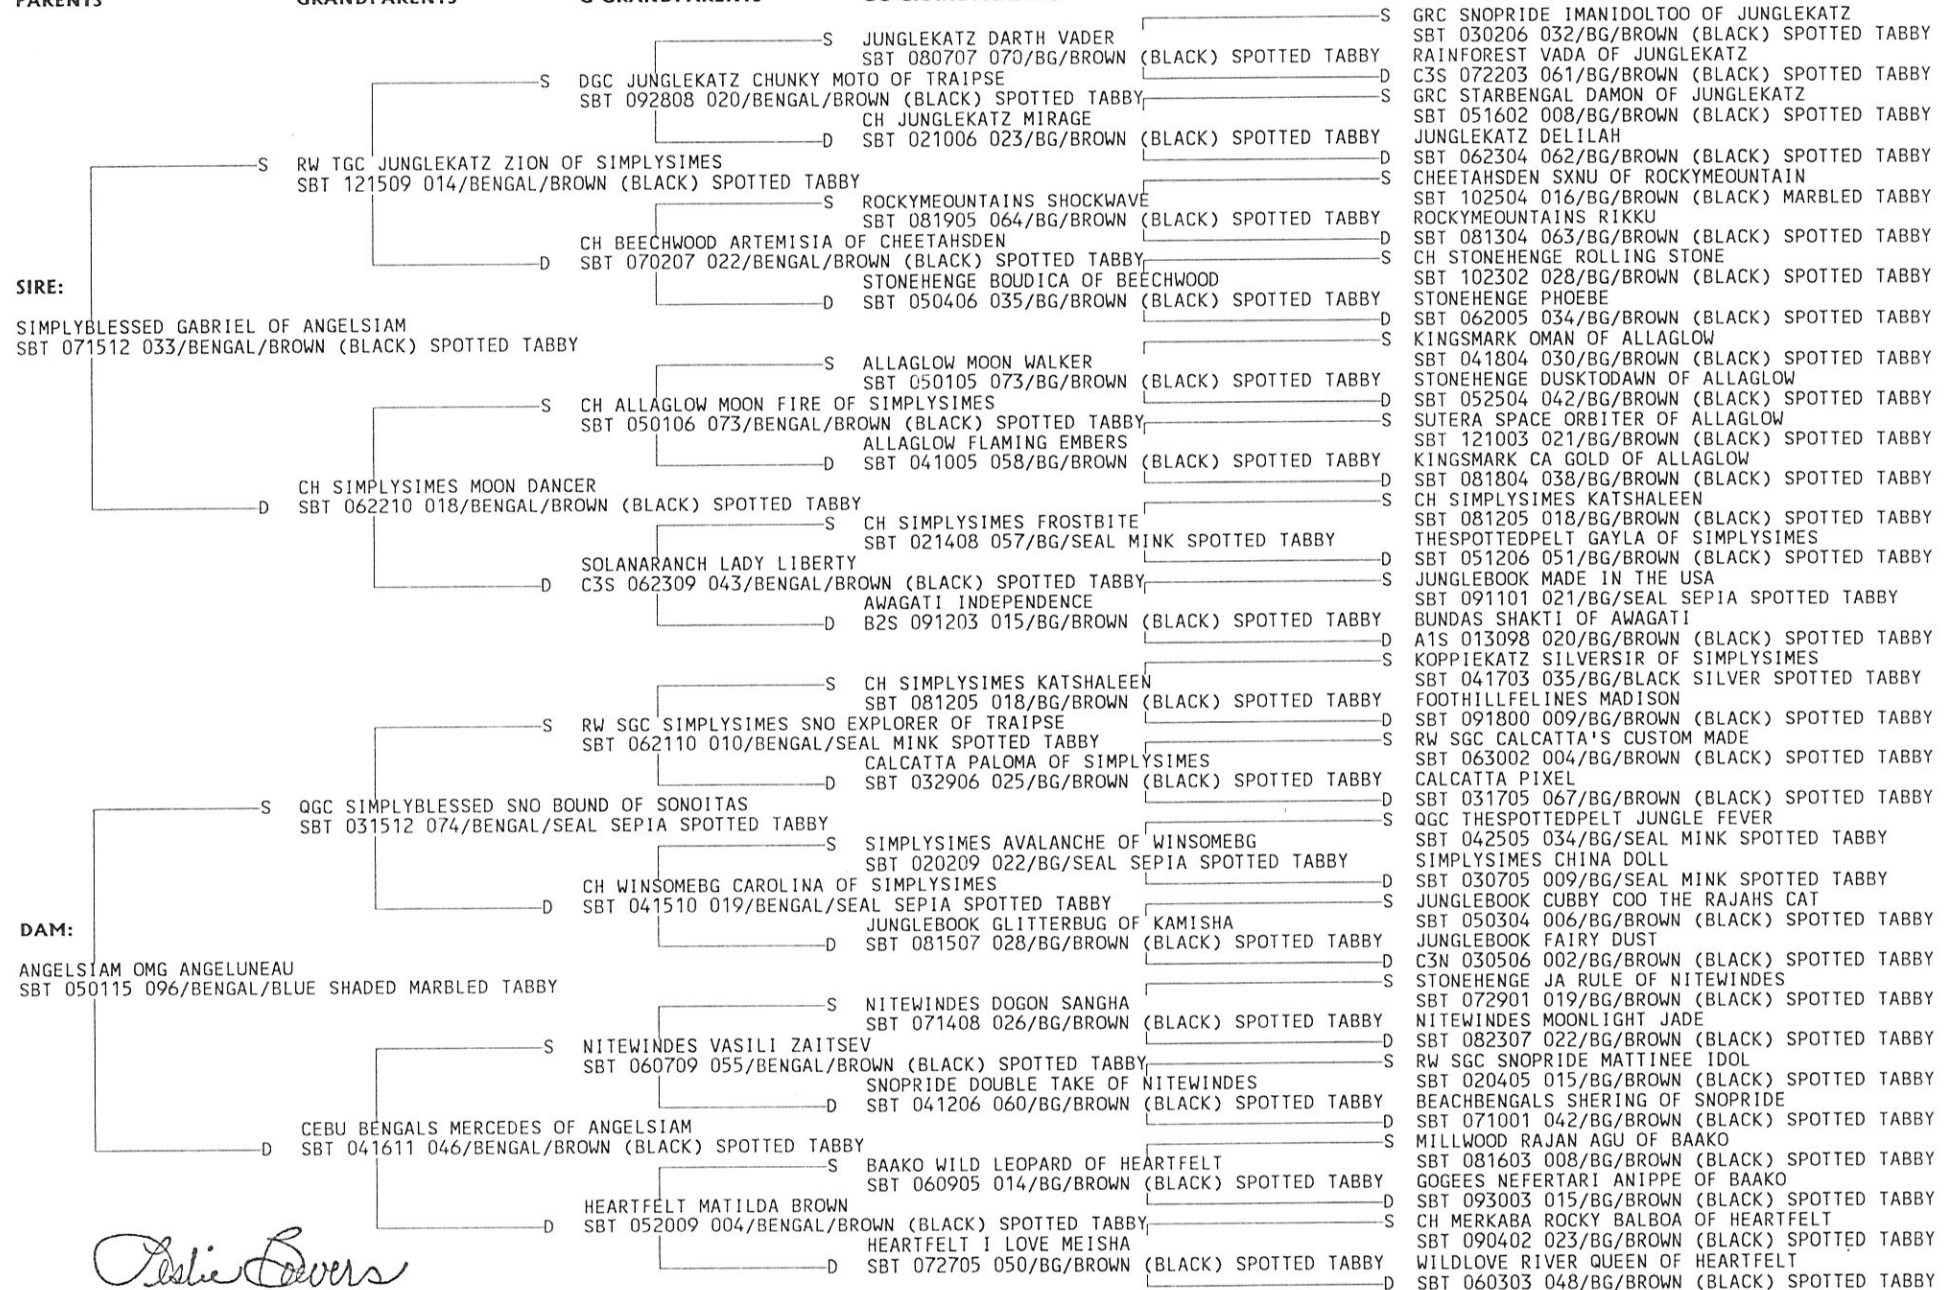 PARENTS GRANDPARENTS G-GRANDPARENTS
S GRC SNOPRIDE IMANIDOLTOO OF JUNGLEKATZ
S JUNGLEKATZ DARTH VADER SBT 030206 032/BG/BROWN (BLACK) SPOTTED TABBY
SBT 080707 070/BG/BROWN (BLACK) SPOTTED TABBY RAINFOREST VADA OF JUNGLEKATZ
S DGC JUNGLEKATZ CHUNKY MOTO OF TRAIPSE D C3S 072203 061/BG/BROWN (BLACK) SPOTTED TABBY
SBT 092808 020/BENGAL/BROWN (BLACK) SPOTTED TABBY S GRC STARBENGAL DAMON OF JUNGLEKATZ
CH JUNGLEKATZ MIRAGE SBT 051602 008/BG/BROWN (BLACK) SPOTTED TABBY
D SBT 021006 023/BG/BROWN (BLACK) SPOTTED TABBY JUNGLEKATZ DELILAH
S RW TGC JUNGLEKATZ ZION OF SIMPLYSIMES D SBT 062304 062/BG/BROWN (BLACK) SPOTTED TABBY
SBT 121509 014/BENGAL/BROWN (BLACK) SPOTTED TABBY S CHEETAHSDEN SXNU OF ROCKYMEOUNTAIN
S ROCKYMEOUNTAINS SHOCKWAVE SBT 102504 016/BG/BROWN (BLACK) MARBLED TABBY
SBT 081905 064/BG/BROWN (BLACK) SPOTTED TABBY ROCKYMEOUNTAINS RIKKU
CH BEECHWOOD ARTEMISIA OF CHEETAHSDEN D SBT 081304 063/BG/BROWN (BLACK) SPOTTED TABBY
D SBT 070207 022/BENGAL/BROWN (BLACK) SPOTTED TABBY S CH STONEHENGE ROLLING STONE
SIRE: STONEHENGE BOUDICA OF BEECHWOOD SBT 102302 028/BG/BROWN (BLACK) SPOTTED TABBY
D SBT 050406 035/BG/BROWN (BLACK) SPOTTED TABBY STONEHENGE PHOEBE
SIMPLYBLESSED GABRIEL OF ANGELSIAM D SBT 062005 034/BG/BROWN (BLACK) SPOTTED TABBY
SBT 071512 033/BENGAL/BROWN (BLACK) SPOTTED TABBY S KINGSMARK OMAN OF ALLAGLOW
S ALLAGLOW MOON WALKER SBT 041804 030/BG/BROWN (BLACK) SPOTTED TABBY
SBT 050105 073/BG/BROWN (BLACK) SPOTTED TABBY STONEHENGE DUSKTODAWN OF ALLAGLOW
S CH ALLAGLOW MOON FIRE OF SIMPLYSIMES D SBT 052504 042/BG/BROWN (BLACK) SPOTTED TABBY
SBT 050106 073/BENGAL/BROWN (BLACK) SPOTTED TABBY S SUTERA SPACE ORBITER OF ALLAGLOW
ALLAGLOW FLAMING EMBERS SBT 121003 021/BG/BROWN (BLACK) SPOTTED TABBY
D SBT 041005 058/BG/BROWN (BLACK) SPOTTED TABBY KINGSMARK CA GOLD OF ALLAGLOW
CH SIMPLYSIMES MOON DANCER D SBT 081804 038/BG/BROWN (BLACK) SPOTTED TABBY
D SBT 062210 018/BENGAL/BROWN (BLACK) SPOTTED TABBY S CH SIMPLYSIMES KATSHALEEN
S CH SIMPLYSIMES FROSTBITE SBT 081205 018/BG/BROWN (BLACK) SPOTTED TABBY
SBT 021408 057/BG/SEAL MINK SPOTTED TABBY THESPOTTEDPELT GAYLA OF SIMPLYSIMES
SOLANARANCH LADY LIBERTY D SBT 051206 051/BG/BROWN (BLACK) SPOTTED TABBY
D C3S 062309 043/BENGAL/BROWN (BLACK) SPOTTED TABBY S JUNGLEBOOK MADE IN THE USA
AWAGATI INDEPENDENCE SBT 091101 021/BG/SEAL SEPIA SPOTTED TABBY
D B2S 091203 015/BG/BROWN (BLACK) SPOTTED TABBY BUNDAS SHAKTI OF AWAGATI
D A1S 013098 020/BG/BROWN (BLACK) SPOTTED TABBY
S KOPPIEKATZ SILVERSIR OF SIMPLYSIMES
S CH SIMPLYSIMES KATSHALEEN SBT 041703 035/BG/BLACK SILVER SPOTTED TABBY
SBT 081205 018/BG/BROWN (BLACK) SPOTTED TABBY FOOTHILLFELINES MADISON
S RW SGC SIMPLYSIMES SNO EXPLORER OF TRAIPSE D SBT 091800 009/BG/BROWN (BLACK) SPOTTED TABBY
SBT 062110 010/BENGAL/SEAL MINK SPOTTED TABBY S RW SGC CALCATTA'S CUSTOM MADE
CALCATTA PALOMA OF SIMPLYSIMES SBT 063002 004/BG/BROWN (BLACK) SPOTTED TABBY
D SBT 032906 025/BG/BROWN (BLACK) SPOTTED TABBY CALCATTA PIXEL
S QGC SIMPLYBLESSED SNO BOUND OF SONOITAS D SBT 031705 067/BG/BROWN (BLACK) SPOTTED TABBY
SBT 031512 074/BENGAL/SEAL SEPIA SPOTTED TABBY S QGC THESPOTTEDPELT JUNGLE FEVER
S SIMPLYSIMES AVALANCHE OF WINSOMEBG SBT 042505 034/BG/SEAL MINK SPOTTED TABBY
SBT 020209 022/BG/SEAL SEPIA SPOTTED TABBY SIMPLYSIMES CHINA DOLL
CH WINSOMEBG CAROLINA OF SIMPLYSIMES D SBT 030705 009/BG/SEAL MINK SPOTTED TABBY
D SBT 041510 019/BENGAL/SEAL SEPIA SPOTTED TABBY S JUNGLEBOOK CUBBY COO THE RAJAHS CAT
DAM: JUNGLEBOOK GLITTERBUG OF KAMISHA SBT 050304 006/BG/BROWN (BLACK) SPOTTED TABBY
D SBT 081507 028/BG/BROWN (BLACK) SPOTTED TABBY JUNGLEBOOK FAIRY DUST
ANGELSIAM OMG ANGELUNEAU D C3N 030506 002/BG/BROWN (BLACK) SPOTTED TABBY
SBT 050115 096/BENGAL/BLUE SHADED MARBLED TABBY S STONEHENGE JA RULE OF NITEWINDES
S NITEWINDES DOGON SANGHA SBT 072901 019/BG/BROWN (BLACK) SPOTTED TABBY
SBT 071408 026/BG/BROWN (BLACK) SPOTTED TABBY NITEWINDES MOONLIGHT JADE
S NITEWINDES VASILI ZAITSEV D SBT 082307 022/BG/BROWN (BLACK) SPOTTED TABBY
SBT 060709 055/BENGAL/BROWN (BLACK) SPOTTED TABBY S RW SGC SNOPRIDE MATTINEE IDOL
SNOPRIDE DOUBLE TAKE OF NITEWINDES SBT 020405 015/BG/BROWN (BLACK) SPOTTED TABBY
D SBT 041206 060/BG/BROWN (BLACK) SPOTTED TABBY BEACHBENGALS SHERING OF SNOPRIDE
CEBU BENGALS MERCEDES OF ANGELSIAM D SBT 071001 042/BG/BROWN (BLACK) SPOTTED TABBY
D SBT 041611 046/BENGAL/BROWN (BLACK) SPOTTED TABBY S MILLWOOD RAJAN AGU OF BAAKO
S BAAKO WILD LEOPARD OF HEARTFELT SBT 081603 008/BG/BROWN (BLACK) SPOTTED TABBY
SBT 060905 014/BG/BROWN (BLACK) SPOTTED TABBY GOGEES NEFERTARI ANIPPE OF BAAKO
HEARTFELT MATILDA BROWN D SBT 093003 015/BG/BROWN (BLACK) SPOTTED TABBY
D SBT 052009 004/BENGAL/BROWN (BLACK) SPOTTED TABBY S CH MERKABA ROCKY BALBOA OF HEARTFELT
HEARTFELT I LOVE MEISHA SBT 090402 023/BG/BROWN (BLACK) SPOTTED TABBY
Leslie Bowers D SBT 072705 050/BG/BROWN (BLACK) SPOTTED TABBY WILDLOVE RIVER QUEEN OF HEARTFELT
D SBT 060303 048/BG/BROWN (BLACK) SPOTTED TABBY